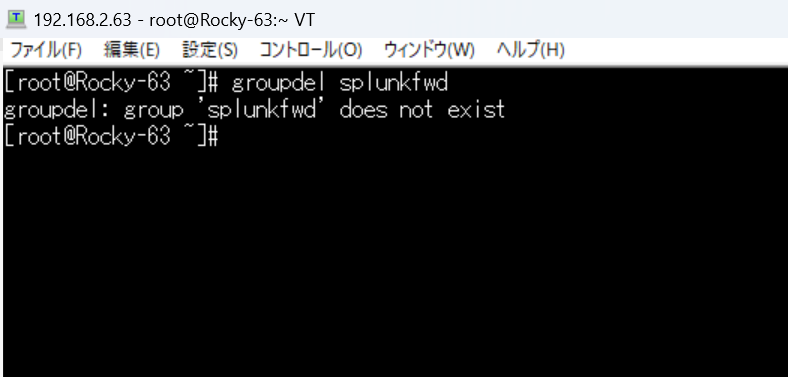 192.168.2.63 - root@Rocky-63:~ VT
ファイル(F) 編集(E) 設定(S) コントロール(O) ウィンドウ(W) ヘルプ(H)
[root@Rocky-63 ~]# groupdel splunkfwd
groupdel: group 'splunkfwd' does not exist
[root@Rocky-63 ~]#